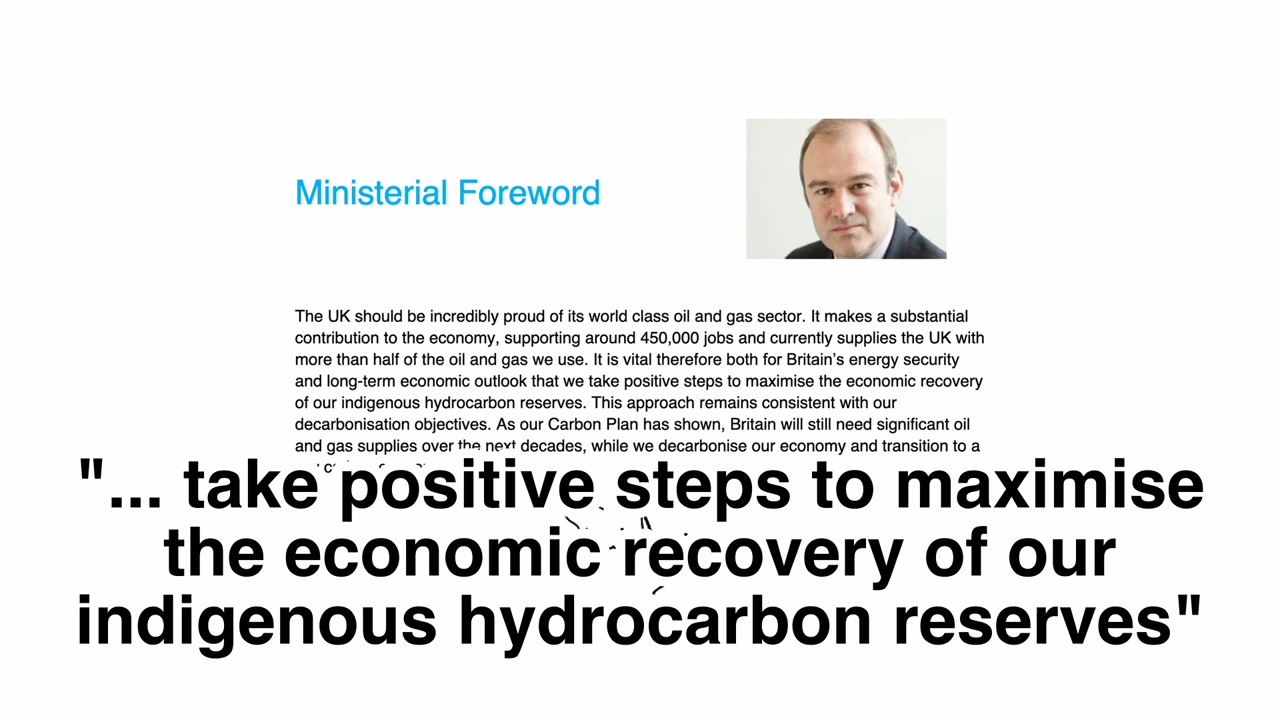 Ministerial Foreword
The UK should be incredibly proud of its world class oil and gas sector. It makes a substantial
contribution to the economy, supporting around 450,000 jobs and currently supplies the UK with
more than half of the oil and gas we use. It is vital therefore both for Britain's energy security
and long-term economic outlook that we take positive steps to maximise the economic recovery
of our indigenous hydrocarbon reserves. This approach remains consistent with our
decarbonisation objectives. As our Carbon Plan has shown, Britain will still need significant oil
and gas supplies over the next decades, while we decarbonise our economy and transition to a
"... take positive steps to maximise
the economic recovery of our
indigenous hydrocarbon reserves"